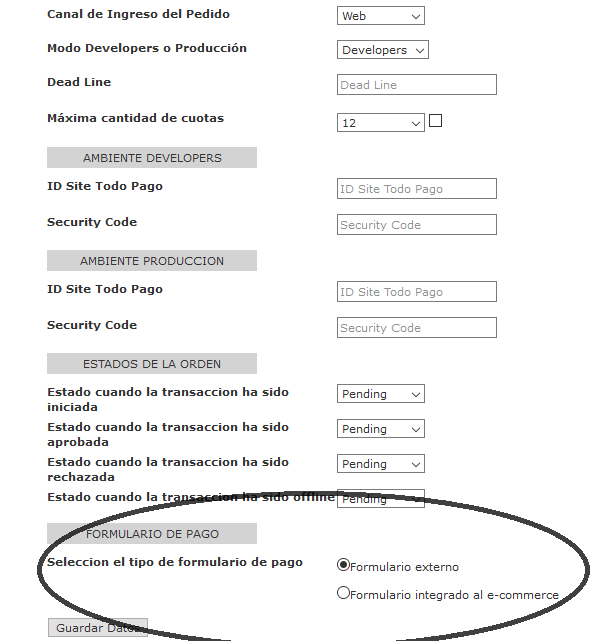 Canal de Ingreso del Pedido Web
Modo Developers o Producción Developers
Dead Line Dead Line
Máxima cantidad de cuotas 12
AMBIENTE DEVELOPERS
ID Site Todo Pago ID Site Todo Pago
Security Code Security Code
AMBIENTE PRODUCCION
ID Site Todo Pago ID Site Todo Pago
Security Code Security Code
ESTADOS DE LA ORDEN
Estado cuando la transaccion ha sido Pending
iniciada
Estado cuando la transaccion ha sido Pending
aprobada
Estado cuando la transaccion ha sido Pending
rechazada
Estado cuando la transaccion ha sido offline Pending
FORMULARIO DE PAGO
Seleccion el tipo de formulario de pago Formulario externo
Formulario integrado al e-commerce
Guardar Datos